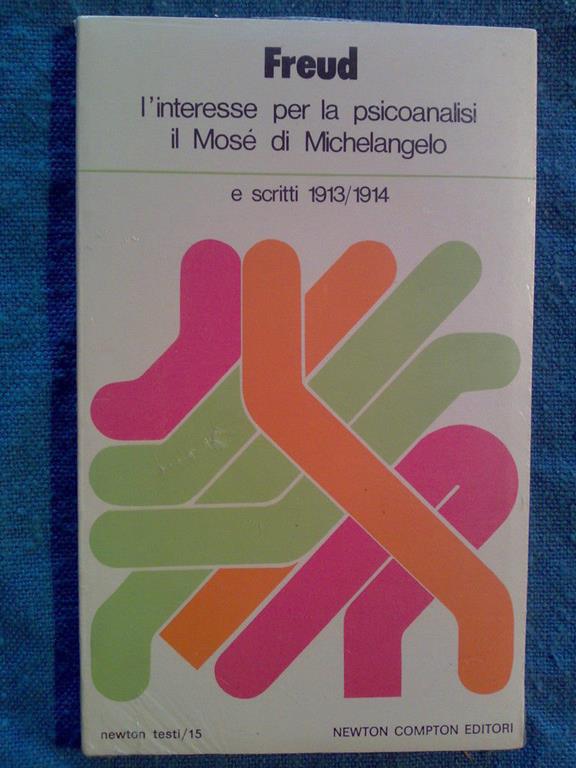 Freud
l'interesse per la psicoanalisi
il Mosé di Michelangelo
e scritti 1913/1914
newton testi/15
NEWTON COMPTON EDITORI